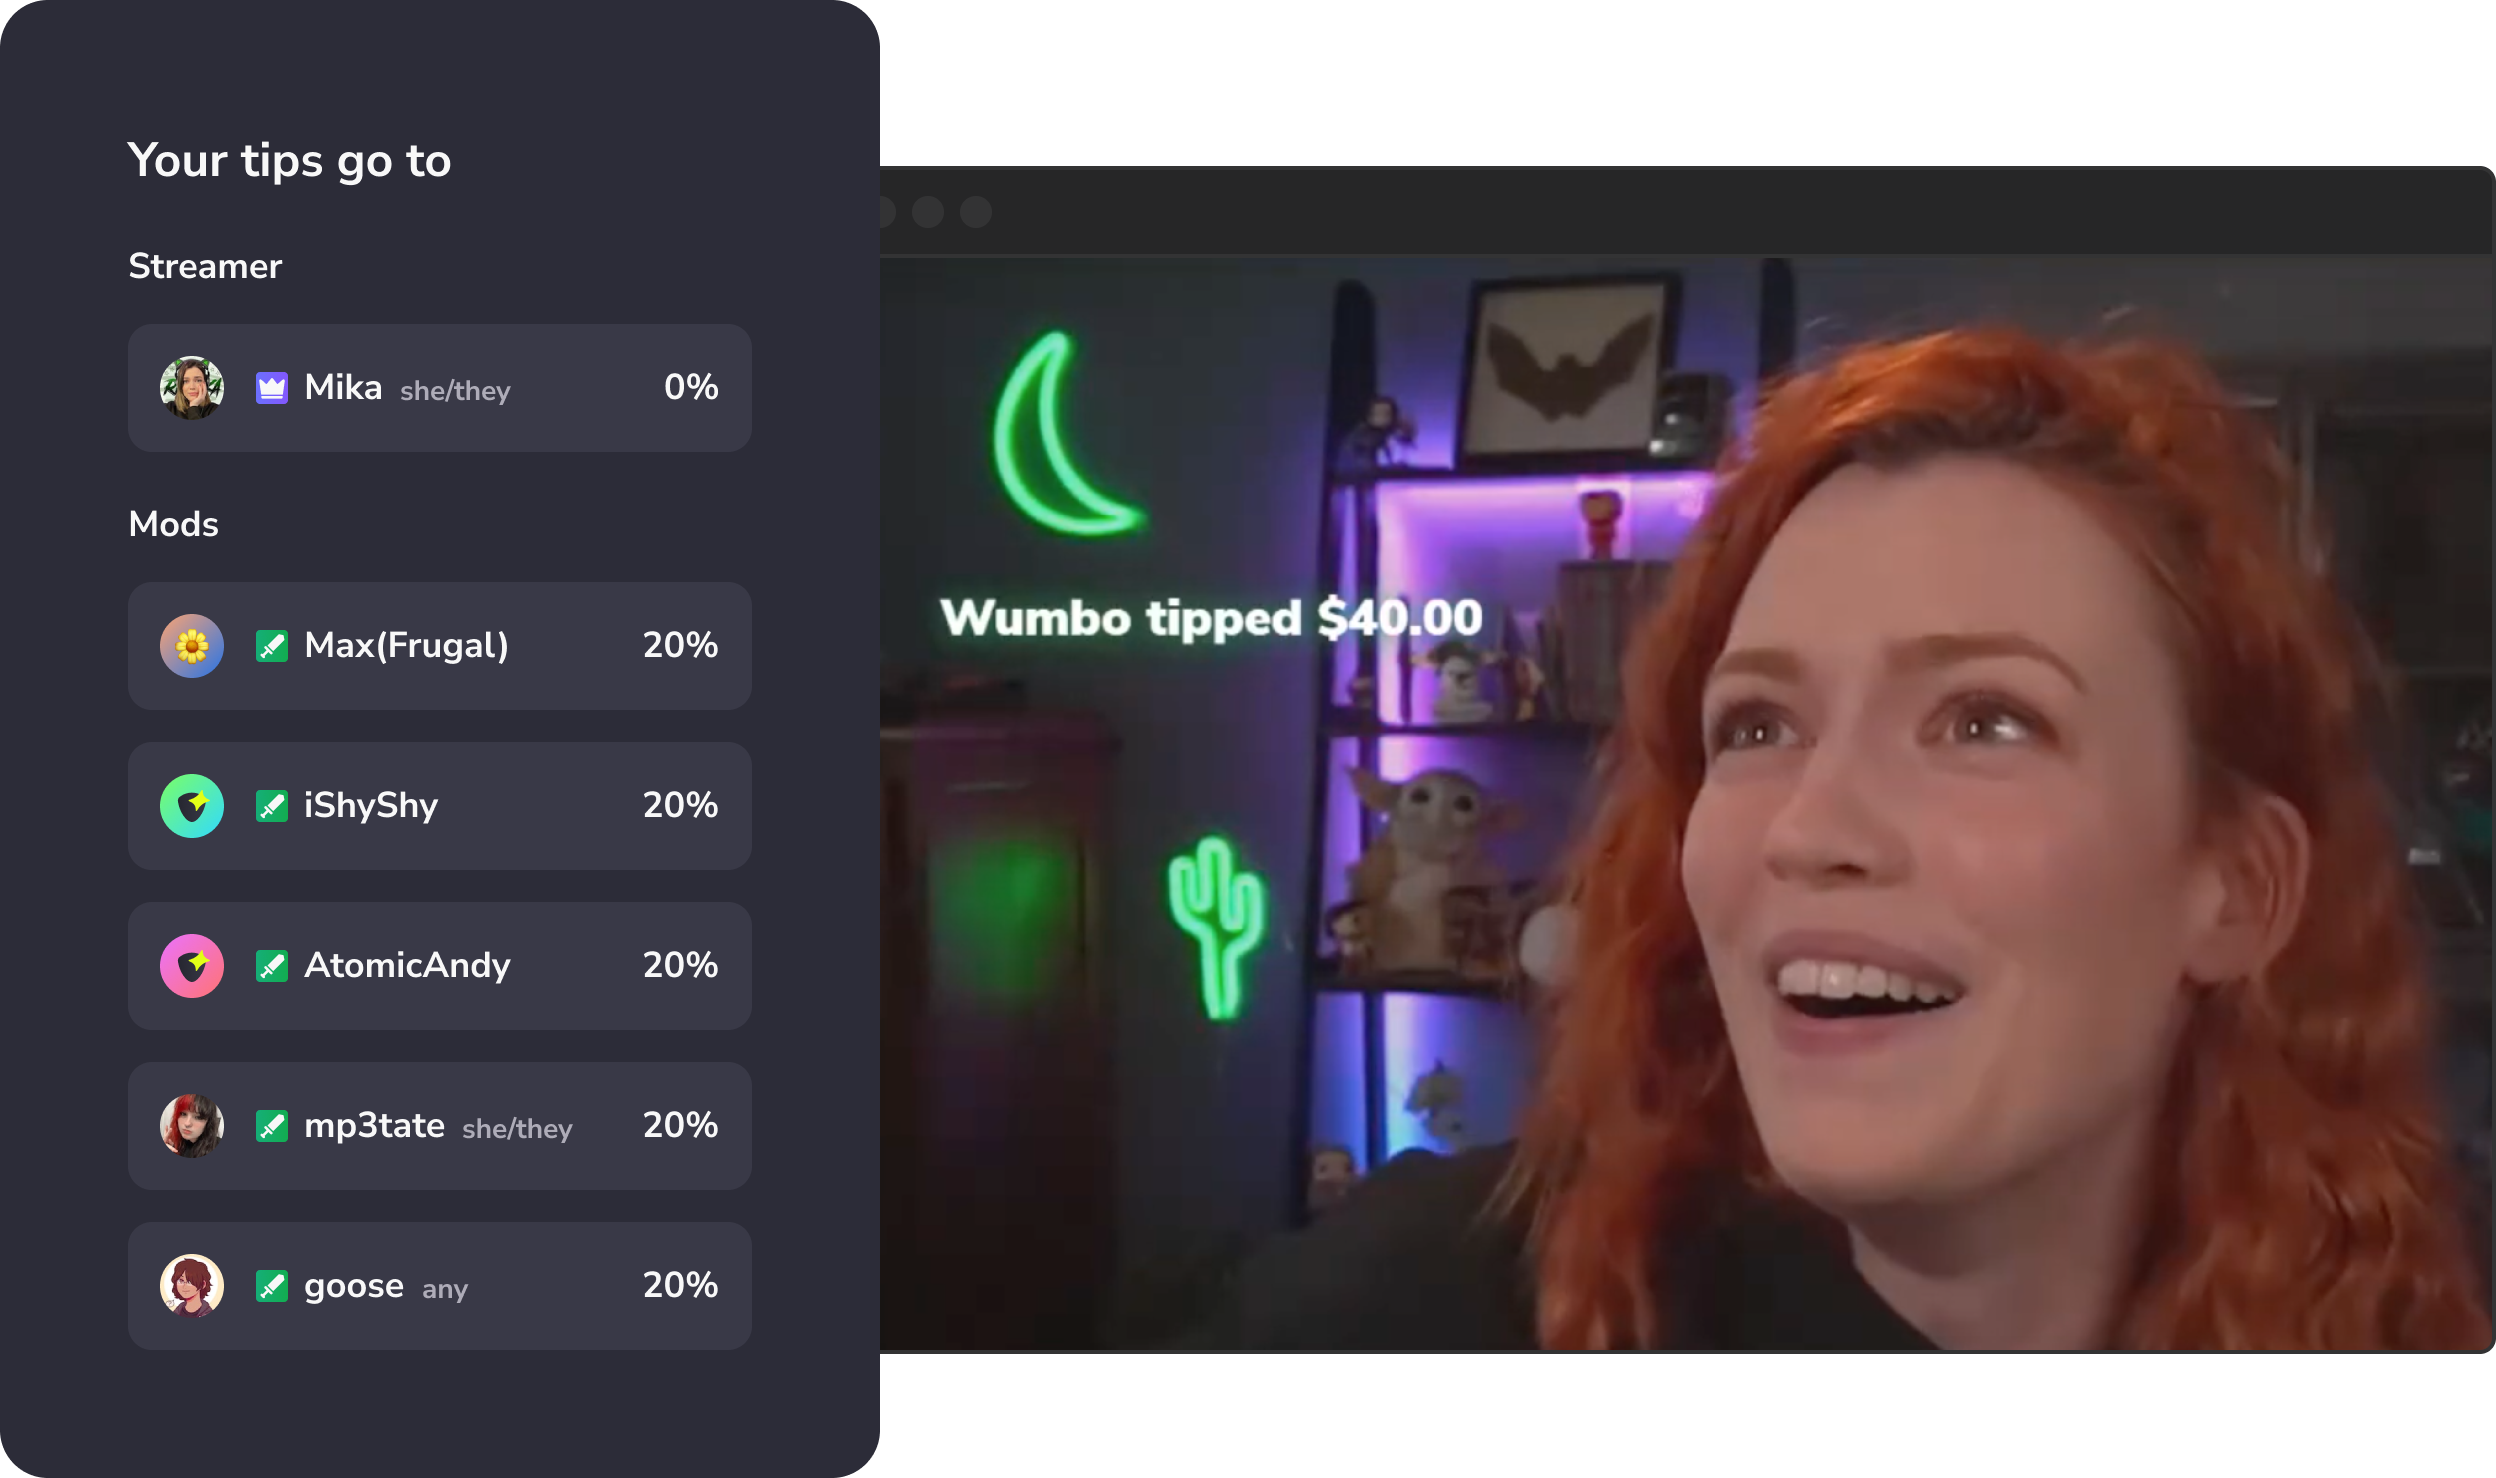 Your tips go to
Streamer
Mika she/they 0%
Mods
Max(Frugal) 20%
iShyShy 20%
AtomicAndy 20%
mp3tate she/they 20%
goose any 20%
Wumbo tipped $40.00